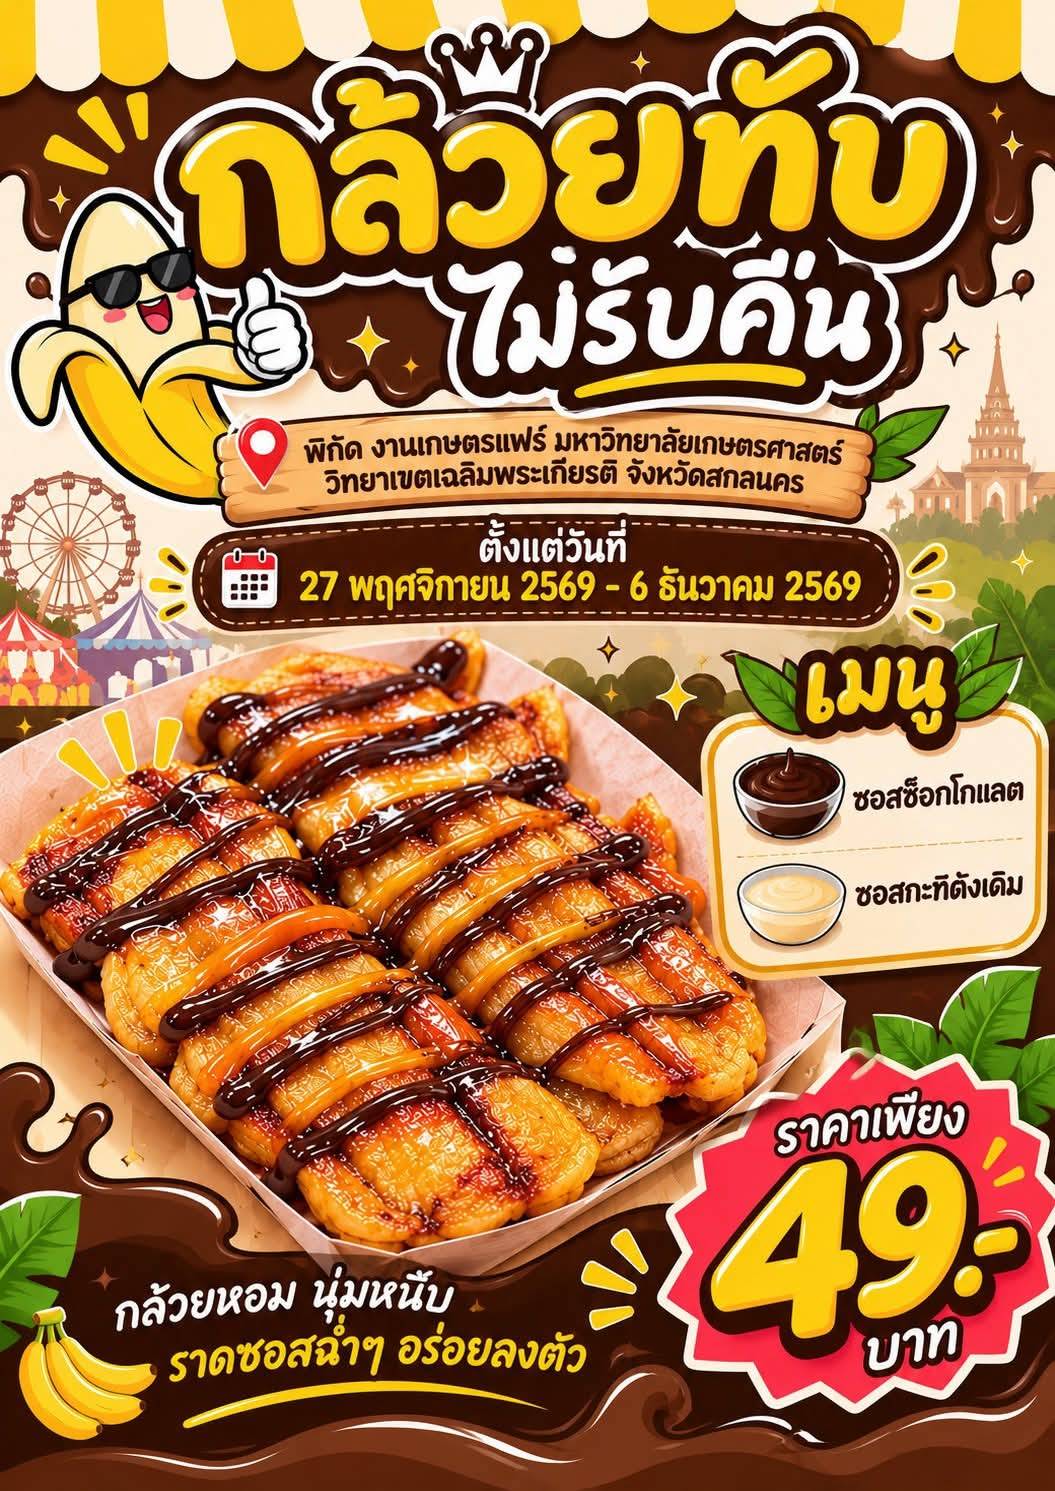 กล้วยทับ
ไม่รับคืน
พิกัด งานเกษตรแฟร์ มหาวิทยาลัยเกษตรศาสตร์
วิทยาเขตเฉลิมพระเกียรติ จังหวัดสกลนคร
ตั้งแต่วันที่
27 พฤศจิกายน 2569 - 6 ธันวาคม 2569
เมนู
ซอสช็อกโกแลต
ซอสกะทิดังเดิม
ราคาเพียง
49.-
บาท
กล้วยหอม นุ่มหนึบ
ราดซอสฉ่ำๆ อร่อยลงตัว